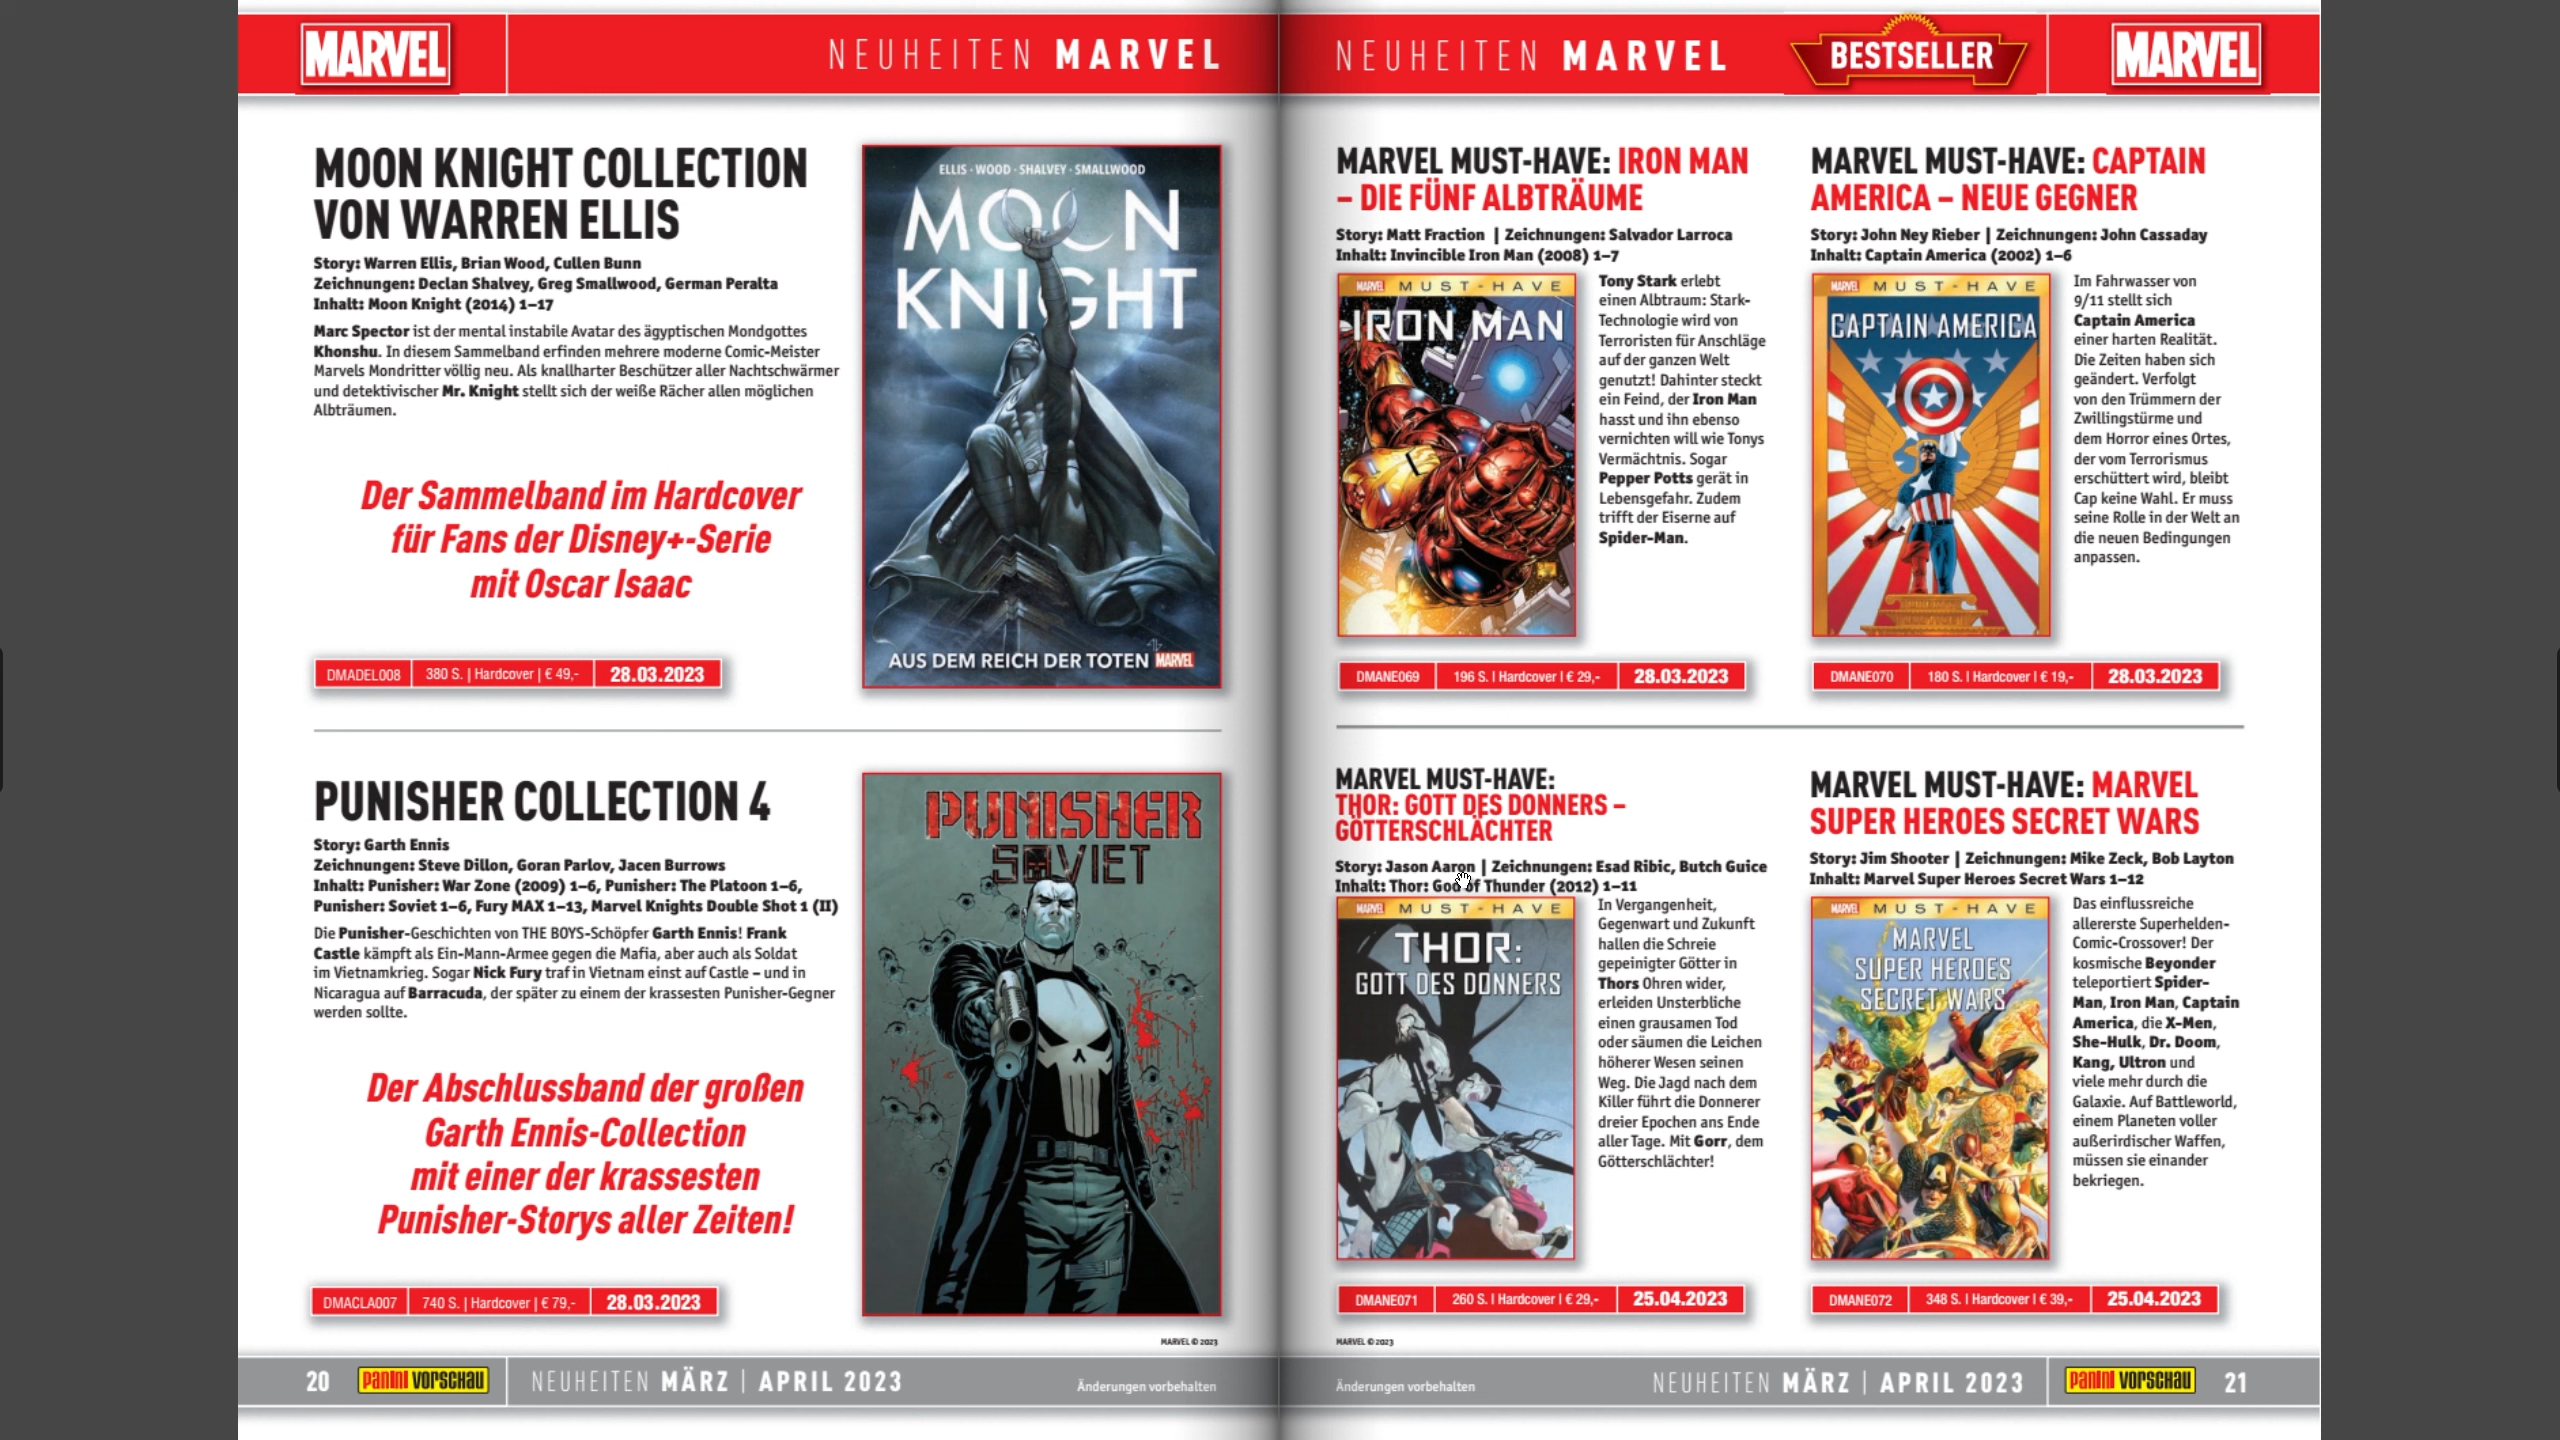 MARVEL
NEUHEITEN MARVEL
MOON KNIGHT COLLECTION
VON WARREN ELLIS
Story: Warren Ellis, Brian Wood, Cullen Bunn
Zeichnungen: Declan Shalvey, Greg Smallwood, German Peralta
Inhalt: Moon Knight (2014) 1–17
Marc Spector ist der mental instabile Avatar des ägyptischen Mondgottes
Khonshu. In diesem Sammelband erfinden mehrere moderne Comic-Meister
Marvels Mondritter völlig neu. Als knallharter Beschützer aller Nachtschwärmer
und detektivischer Mr. Knight stellt sich der weiße Rächer allen möglichen
Albträumen.
Der Sammelband im Hardcover
für Fans der Disney+-Serie
mit Oscar Isaac
DMADEL008 380 S. | Hardcover | € 49,- 28.03.2023
ELLIS · WOOD · SHALVEY · SMALLWOOD
MOON
KNIGHT
AUS DEM REICH DER TOTEN MARVEL
PUNISHER COLLECTION 4
Story: Garth Ennis
Zeichnungen: Steve Dillon, Goran Parlov, Jacen Burrows
Inhalt: Punisher: War Zone (2009) 1–6, Punisher: The Platoon 1–6,
Punisher: Soviet 1–6, Fury MAX 1–13, Marvel Knights Double Shot 1 (II)
Die Punisher-Geschichten von THE BOYS-Schöpfer Garth Ennis! Frank
Castle kämpft als Ein-Mann-Armee gegen die Mafia, aber auch als Soldat
im Vietnamkrieg. Sogar Nick Fury traf in Vietnam einst auf Castle – und in
Nicaragua auf Barracuda, der später zu einem der krassesten Punisher-Gegner
werden sollte.
Der Abschlussband der großen
Garth Ennis-Collection
mit einer der krassesten
Punisher-Storys aller Zeiten!
DMACLA007 740 S. | Hardcover | € 79,- 28.03.2023
PUNISHER
SOVIET
MARVEL © 2023
20 PANINI VORSCHAU NEUHEITEN MÄRZ | APRIL 2023 Änderungen vorbehalten
NEUHEITEN MARVEL BESTSELLER MARVEL
MARVEL MUST-HAVE: IRON MAN
– DIE FÜNF ALBTRÄUME
Story: Matt Fraction | Zeichnungen: Salvador Larroca
Inhalt: Invincible Iron Man (2008) 1–7
MARVEL MUST-HAVE
IRON MAN
Tony Stark erlebt
einen Albtraum: Stark-
Technologie wird von
Terroristen für Anschläge
auf der ganzen Welt
genutzt! Dahinter steckt
ein Feind, der Iron Man
hasst und ihn ebenso
vernichten will wie Tonys
Vermächtnis. Sogar
Pepper Potts gerät in
Lebensgefahr. Zudem
trifft der Eiserne auf
Spider-Man.
DMANE069 196 S. | Hardcover | € 29,- 28.03.2023
MARVEL MUST-HAVE: CAPTAIN
AMERICA – NEUE GEGNER
Story: John Ney Rieber | Zeichnungen: John Cassaday
Inhalt: Captain America (2002) 1–6
MARVEL MUST-HAVE
CAPTAIN AMERICA
Im Fahrwasser von
9/11 stellt sich
Captain America
einer harten Realität.
Die Zeiten haben sich
geändert. Verfolgt
von den Trümmern der
Zwillingstürme und
dem Horror eines Ortes,
der vom Terrorismus
erschüttert wird, bleibt
Cap keine Wahl. Er muss
seine Rolle in der Welt an
die neuen Bedingungen
anpassen.
DMANE070 180 S. | Hardcover | € 19,- 28.03.2023
MARVEL MUST-HAVE:
THOR: GOTT DES DONNERS –
GÖTTERSCHLÄCHTER
Story: Jason Aaron | Zeichnungen: Esad Ribic, Butch Guice
Inhalt: Thor: God of Thunder (2012) 1–11
MARVEL MUST-HAVE
THOR:
GOTT DES DONNERS
In Vergangenheit,
Gegenwart und Zukunft
hallen die Schreie
gepeinigter Götter in
Thors Ohren wider,
erleiden Unsterbliche
einen grausamen Tod
oder säumen die Leichen
höherer Wesen seinen
Weg. Die Jagd nach dem
Killer führt die Donnerer
dreier Epochen ans Ende
aller Tage. Mit Gorr, dem
Götterschlächter!
DMANE071 260 S. | Hardcover | € 29,- 25.04.2023
MARVEL MUST-HAVE: MARVEL
SUPER HEROES SECRET WARS
Story: Jim Shooter | Zeichnungen: Mike Zeck, Bob Layton
Inhalt: Marvel Super Heroes Secret Wars 1–12
MARVEL MUST-HAVE
MARVEL
SUPER HEROES
SECRET WARS
Das einflussreiche
allererste Superhelden-
Comic-Crossover! Der
kosmische Beyonder
teleportiert Spider-
Man, Iron Man, Captain
America, die X-Men,
She-Hulk, Dr. Doom,
Kang, Ultron und
viele mehr durch die
Galaxie. Auf Battleworld,
einem Planeten voller
außerirdischer Waffen,
müssen sie einander
bekriegen.
DMANE072 348 S. | Hardcover | € 39,- 25.04.2023
MARVEL © 2023
Änderungen vorbehalten NEUHEITEN MÄRZ | APRIL 2023 PANINI VORSCHAU 21